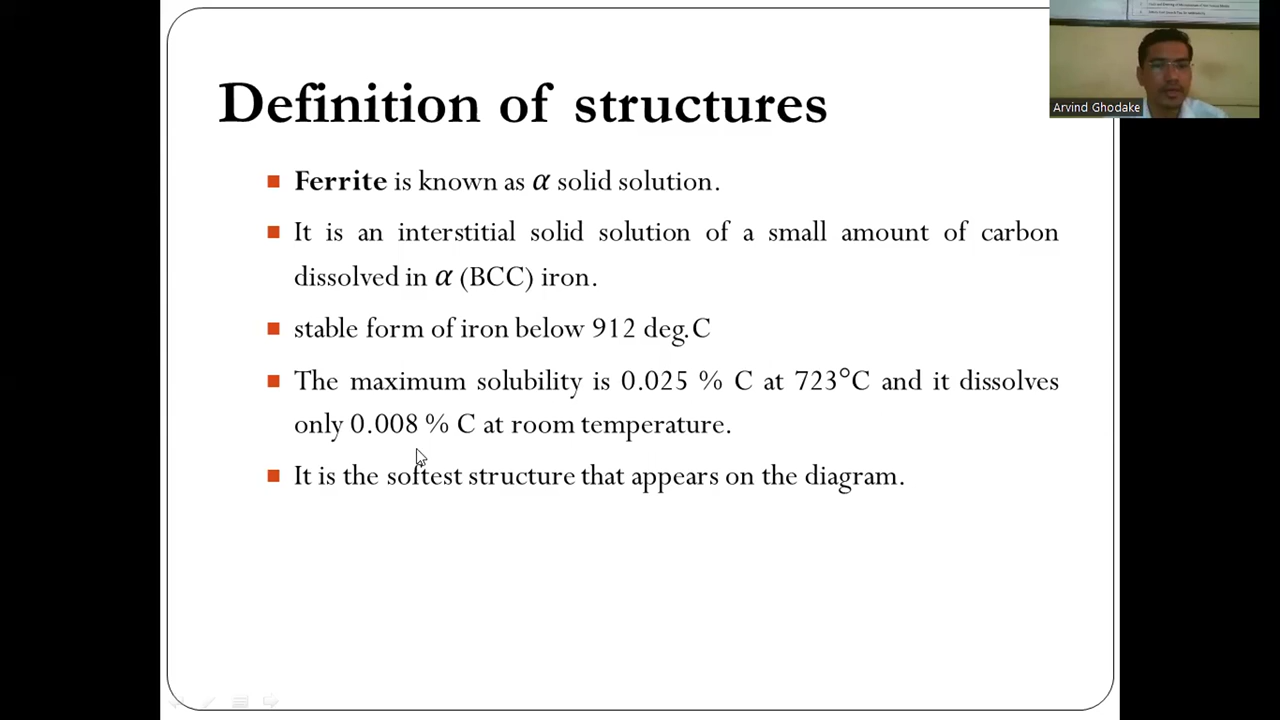 Definition of structures
Arvind Ghodake
Ferrite is known as α solid solution.
It is an interstitial solid solution of a small amount of carbon
dissolved in α (BCC) iron.
stable form of iron below 912 deg.C
The maximum solubility is 0.025 % C at 723°C and it dissolves
only 0.008 % C at room temperature.
It is the softest structure that appears on the diagram.